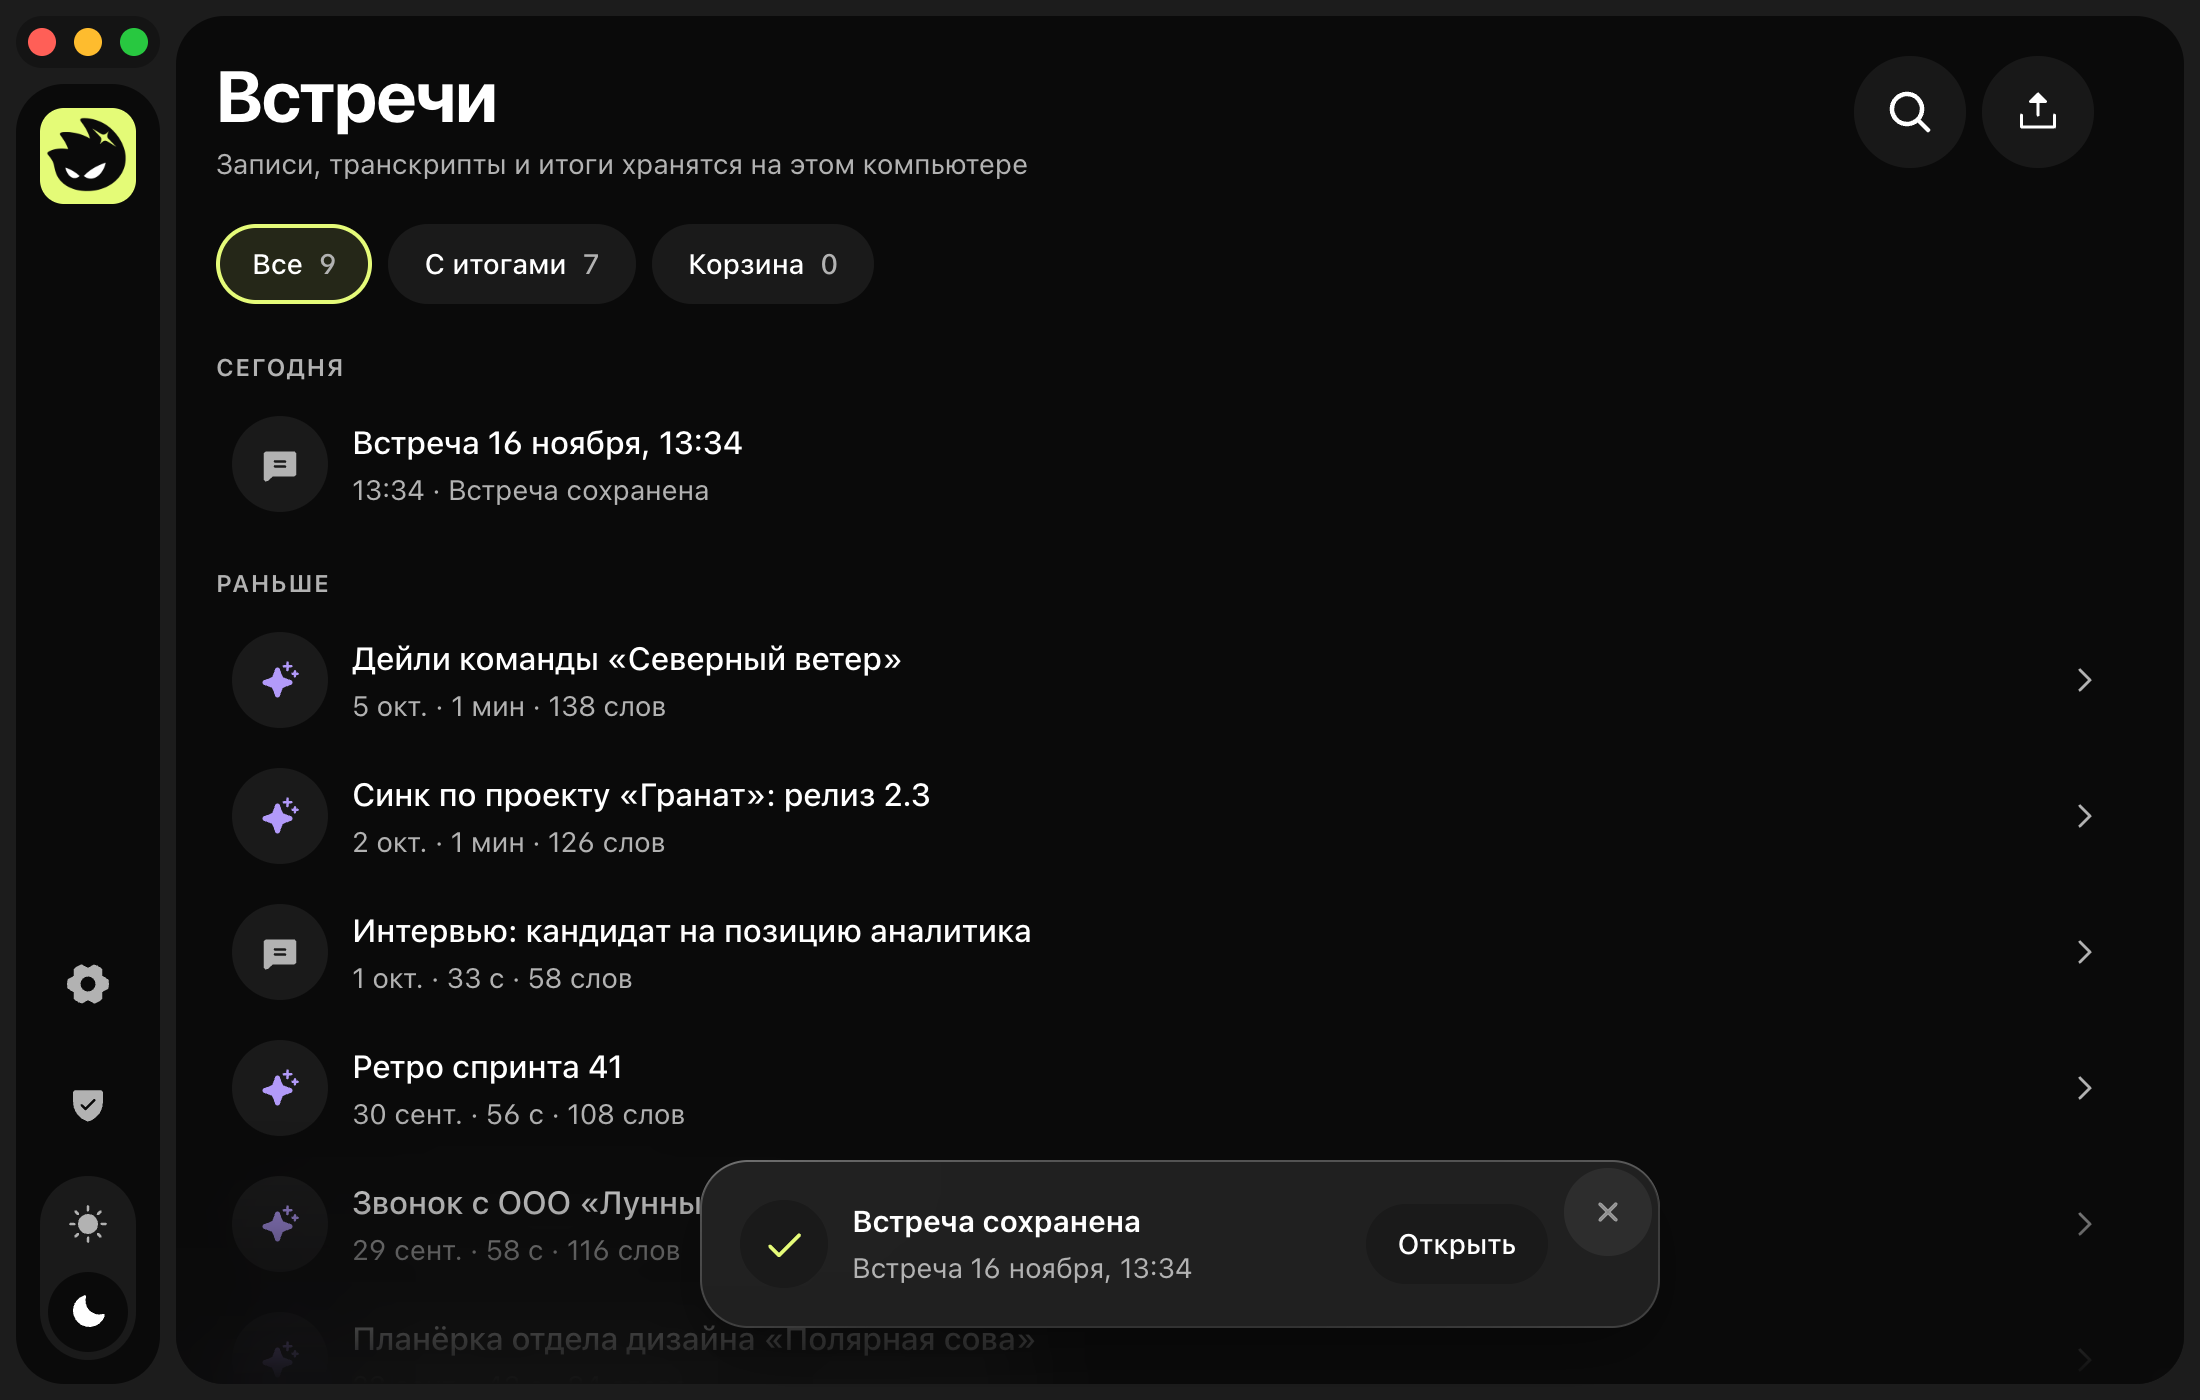 Встречи
Записи, транскрипты и итоги хранятся на этом компьютере
Все 9
С итогами 7
Корзина 0
СЕГОДНЯ
Встреча 16 ноября, 13:34
13:34 · Встреча сохранена
РАНЬШЕ
Дейли команды «Северный ветер»
5 окт. · 1 мин · 138 слов
Синк по проекту «Гранат»: релиз 2.3
2 окт. · 1 мин · 126 слов
Интервью: кандидат на позицию аналитика
1 окт. · 33 с · 58 слов
Ретро спринта 41
30 сент. · 56 с · 108 слов
Звонок с ООО «Лунны
29 сент. · 58 с · 116 слов
Встреча сохранена
Встреча 16 ноября, 13:34
Открыть
Планёрка отдела дизайна «Полярная сова»